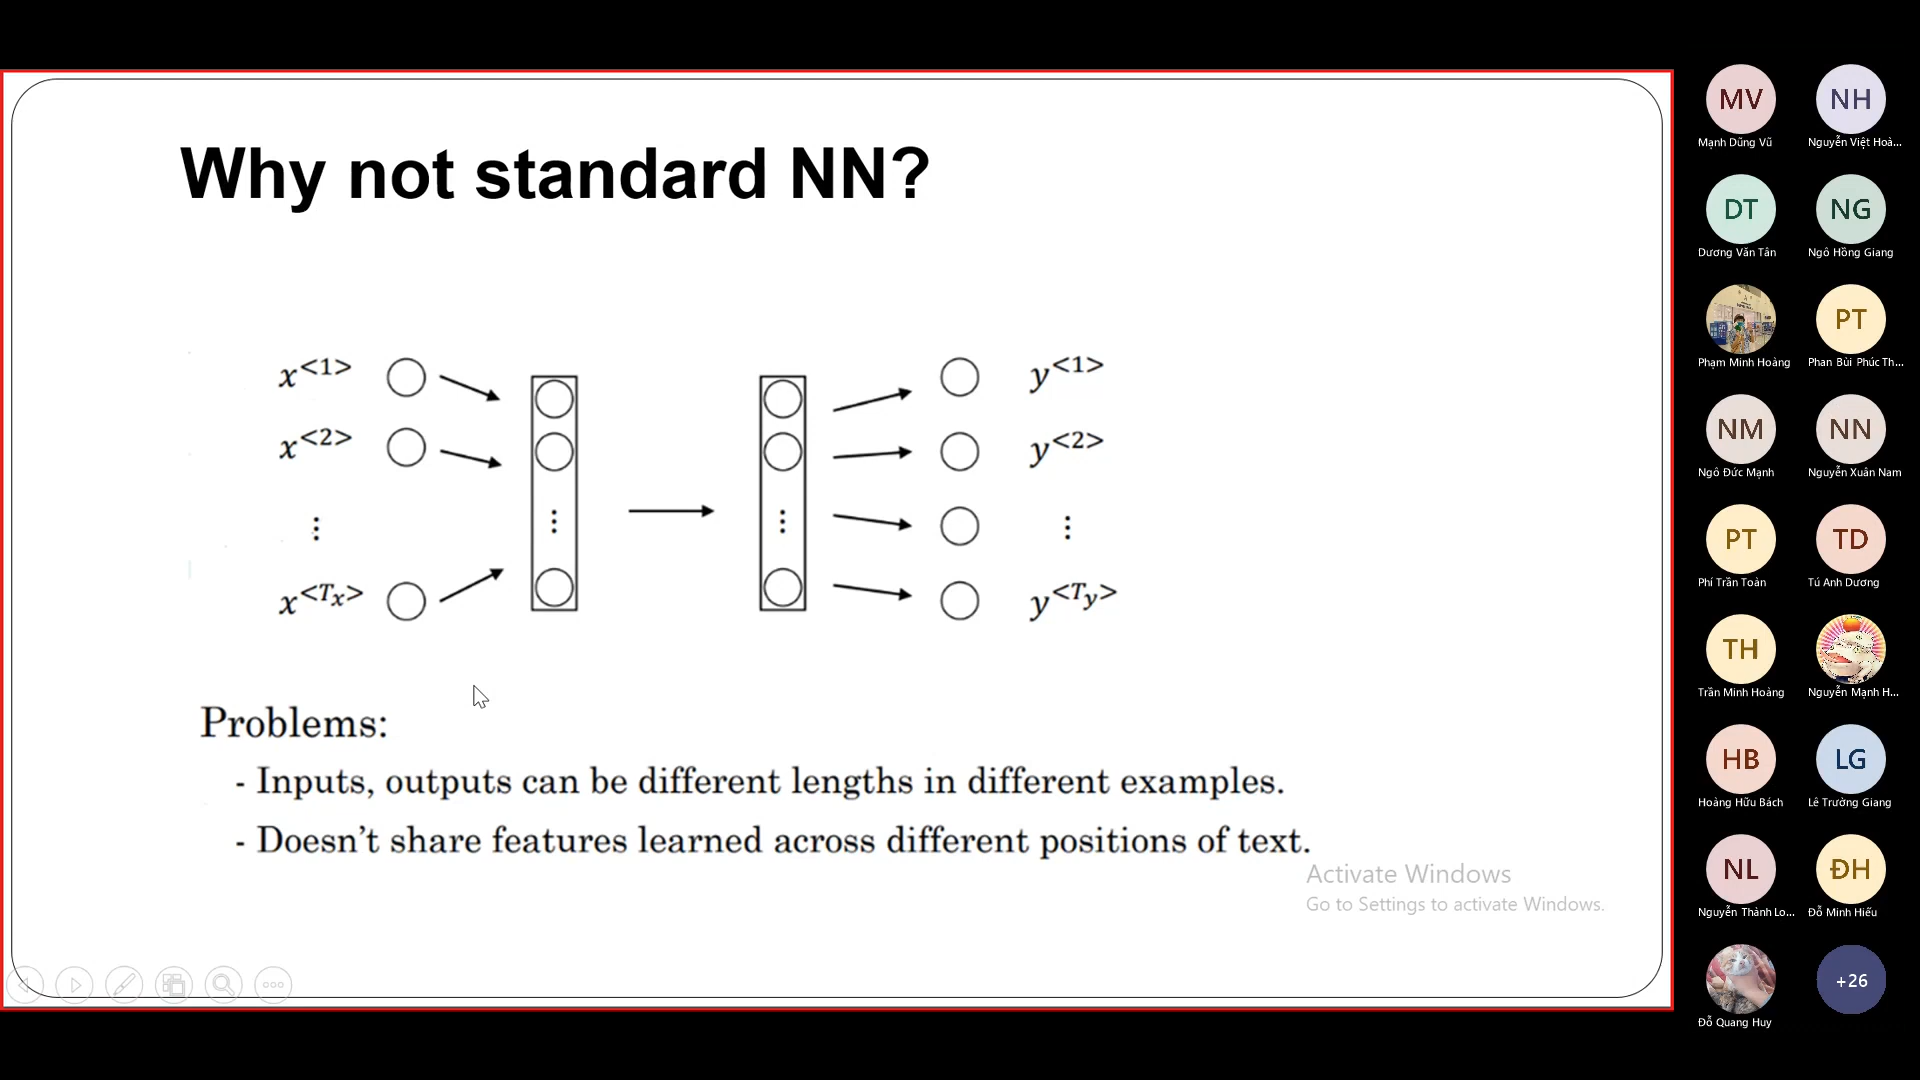 Why not standard NN?
x<1>
y<1>
x<2>
y<2>
⋮
⋮
x<Tx>
y<Ty>
Problems:
- Inputs, outputs can be different lengths in different examples.
- Doesn't share features learned across different positions of text.
Activate Windows
Go to Settings to activate Windows.
MV
NH
Mạnh Dũng Vũ
Nguyễn Việt Hoà...
DT
NG
Dương Văn Tân
Ngô Hồng Giang
PT
Phạm Minh Hoàng
Phan Bùi Phúc Th...
NM
NN
Ngô Đức Mạnh
Nguyễn Xuân Nam
PT
TD
Phí Trần Toàn
Tú Anh Dương
TH
Trần Minh Hoàng
Nguyễn Mạnh H...
HB
LG
Hoàng Hữu Bách
Lê Trường Giang
NL
ĐH
Nguyễn Thành Lo...
Đỗ Minh Hiếu
+26
Đỗ Quang Huy